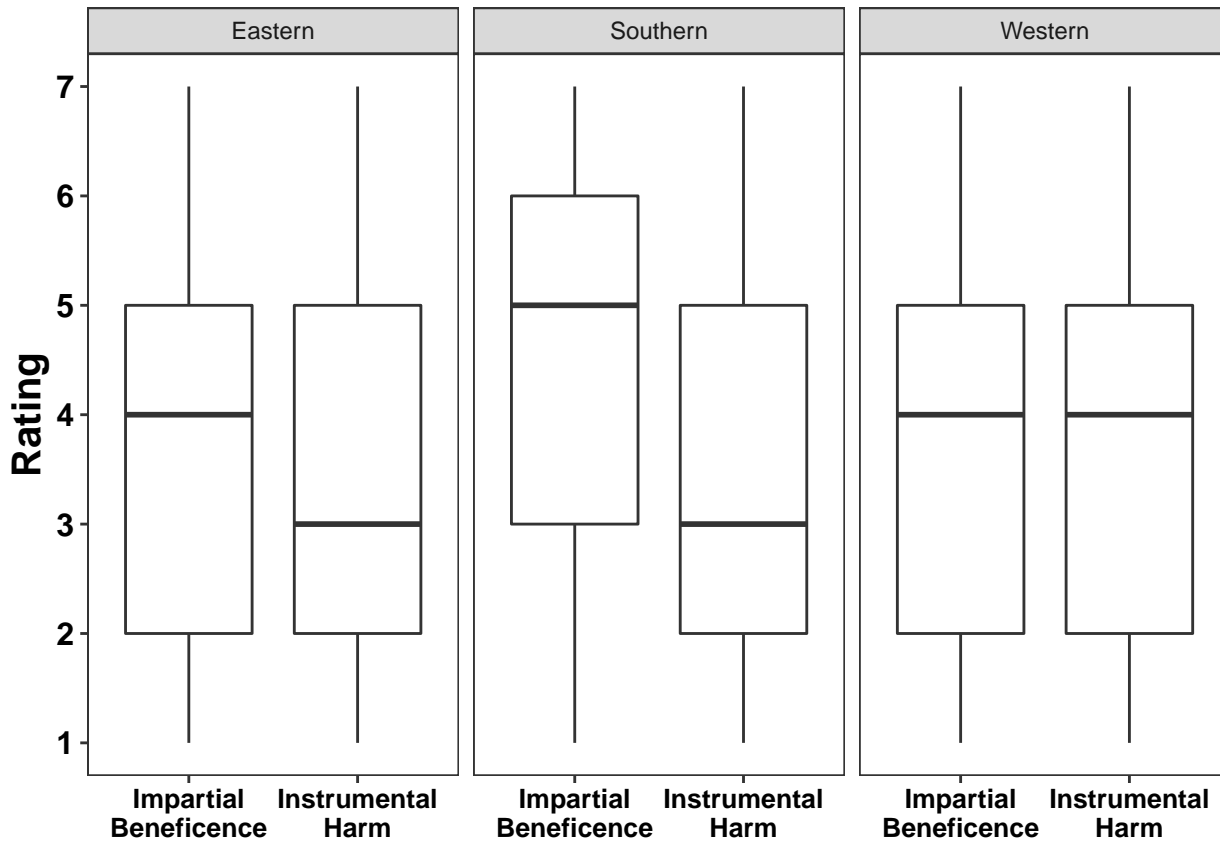 Eastern
Southern
Western
Rating
7
6
5
4
3
2
1
Impartial
Beneficence
Instrumental
Harm
Impartial
Beneficence
Instrumental
Harm
Impartial
Beneficence
Instrumental
Harm